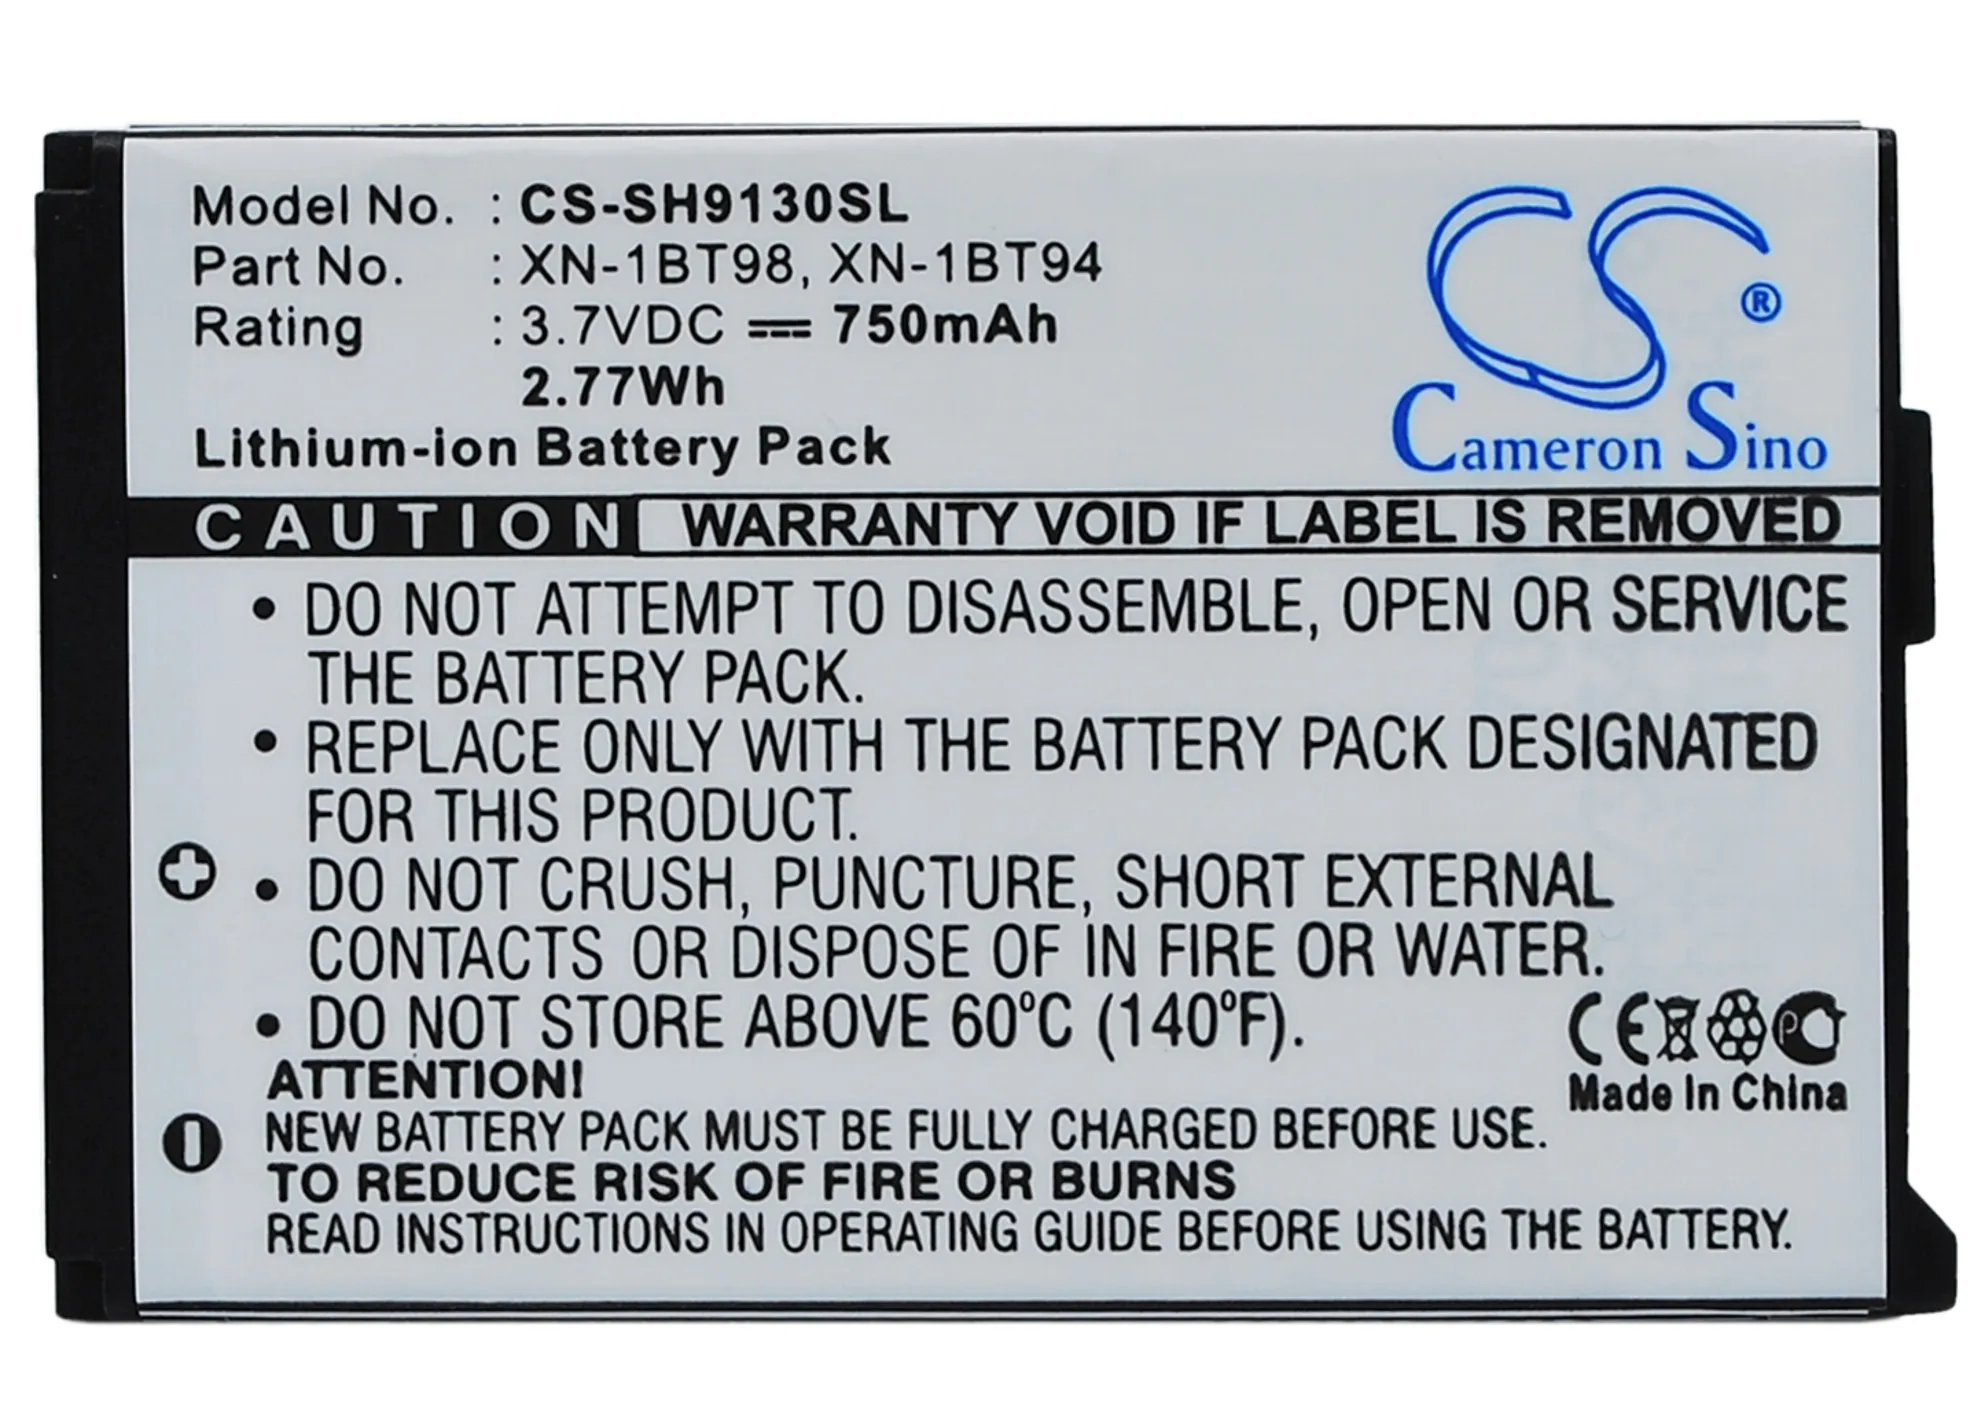 Model No. : CS-SH9130SL
Part No. : XN-1BT98, XN-1BT94
Rating : 3.7VDC 750mAh
2.77Wh
Lithium-ion Battery Pack
CS ®
Cameron Sino
CAUTION WARRANTY VOID IF LABEL IS REMOVED
• DO NOT ATTEMPT TO DISASSEMBLE, OPEN OR SERVICE
THE BATTERY PACK.
• REPLACE ONLY WITH THE BATTERY PACK DESIGNATED
FOR THIS PRODUCT.
• DO NOT CRUSH, PUNCTURE, SHORT EXTERNAL
CONTACTS OR DISPOSE OF IN FIRE OR WATER.
• DO NOT STORE ABOVE 60°C (140°F).
CE
Made In China
ATTENTION!
NEW BATTERY PACK MUST BE FULLY CHARGED BEFORE USE.
TO REDUCE RISK OF FIRE OR BURNS
READ INSTRUCTIONS IN OPERATING GUIDE BEFORE USING THE BATTERY.